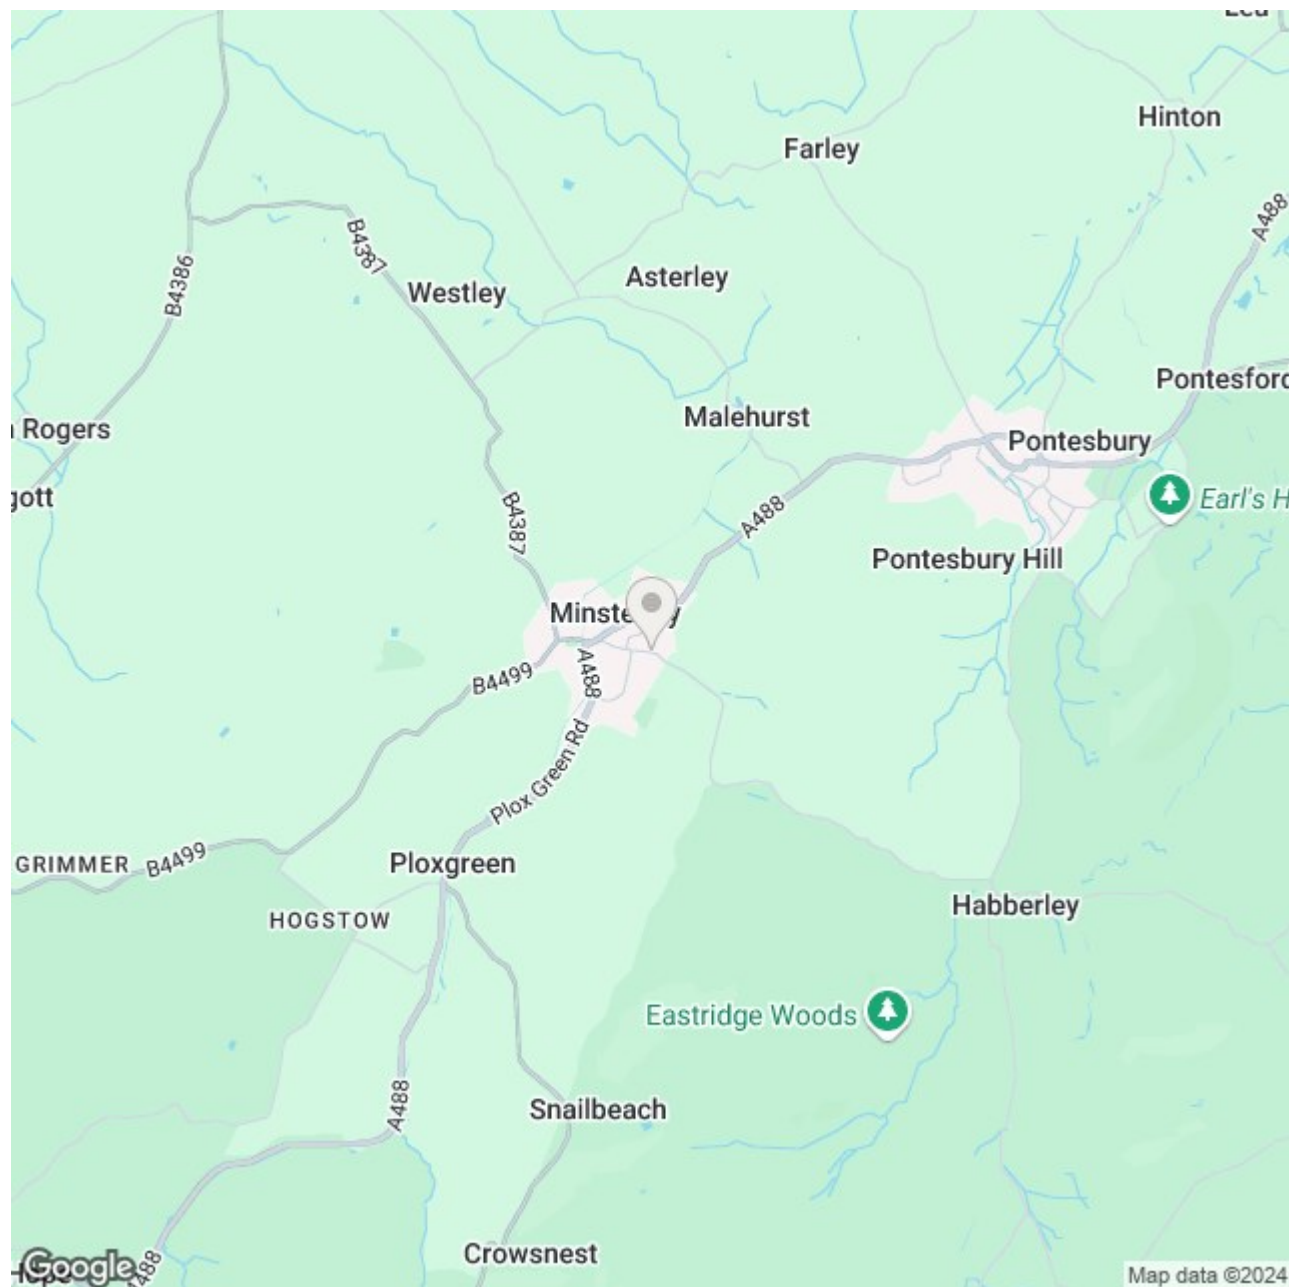 Hinton
Farley
A488
B4387
Asterley
B4386
Westley
Pontesford
Malehurst
Rogers
Pontesbury
gott
Earl's H
B4387
A488
Pontesbury Hill
A488
B4499
Plox Green Rd
GRIMMER
B4499
Ploxgreen
Habberley
HOGSTOW
Eastridge Woods
A488
Snailbeach
Crowsnest
Google
Map data ©2024